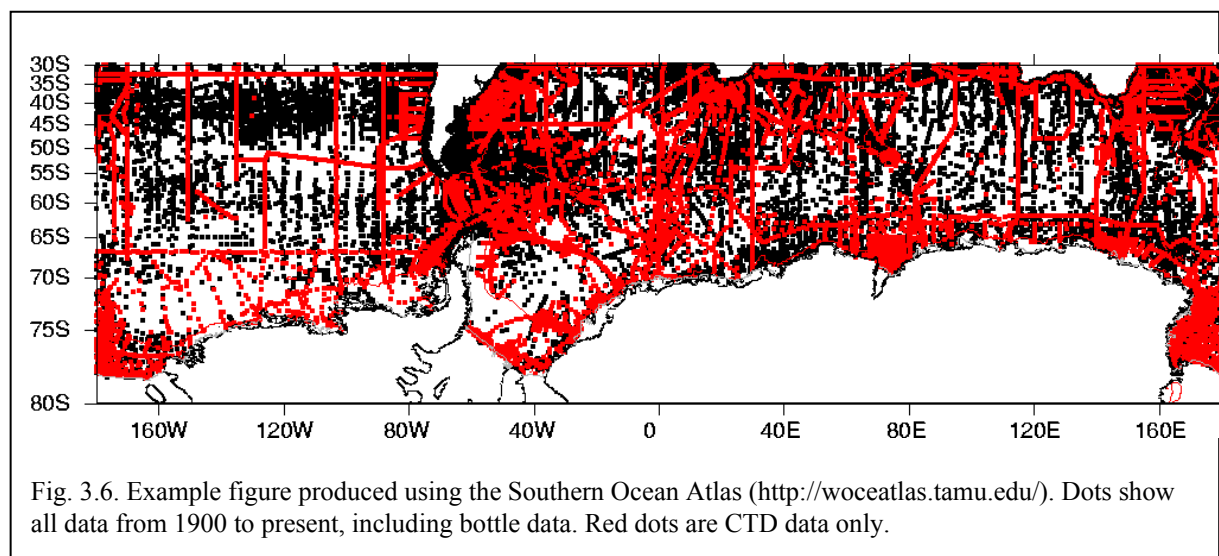 30S
35S
40S
45S
50S
55S
60S
65S
70S
75S
80S
160W 120W 80W 40W 0 40E 80E 120E 160E
Fig. 3.6. Example figure produced using the Southern Ocean Atlas (http://woceatlas.tamu.edu/). Dots show
all data from 1900 to present, including bottle data. Red dots are CTD data only.